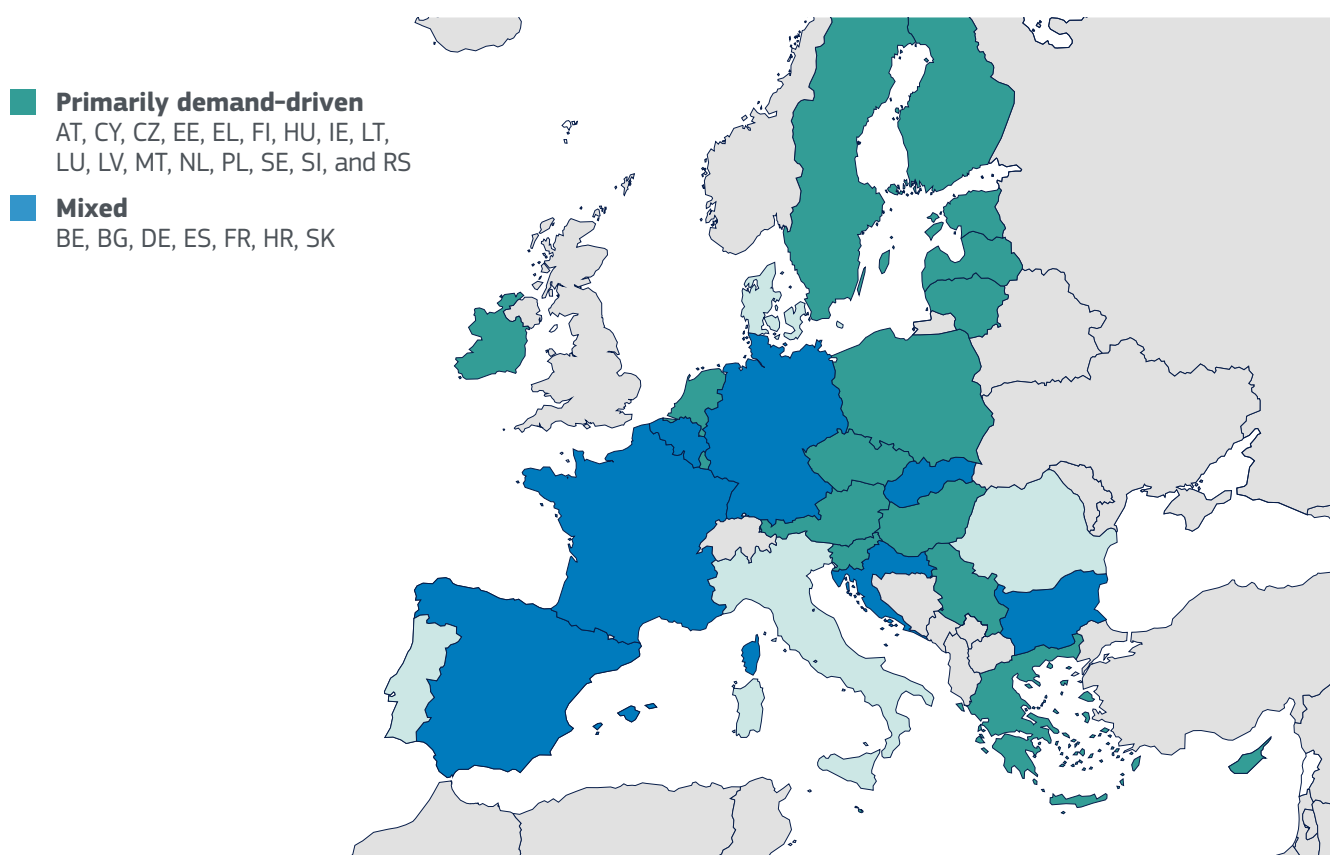 Primarily demand-driven
AT, CY, CZ, EE, EL, FI, HU, IE, LT,
LU, LV, MT, NL, PL, SE, SI, and RS
Mixed
BE, BG, DE, ES, FR, HR, SK